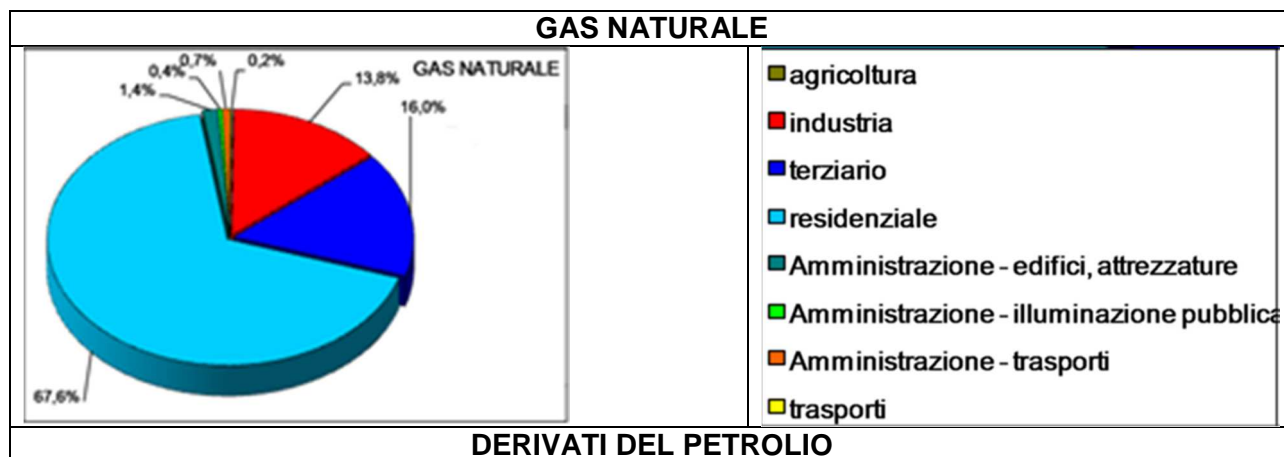 GAS NATURALE
0,7%
0,2%
GAS NATURALE
0,4%
13,8%
1,4%
16,0%
67,6%
agricoltura
industria
terziario
residenziale
Amministrazione - edifici, attrezzature
Amministrazione - illuminazione pubblica
Amministrazione - trasporti
trasporti
DERIVATI DEL PETROLIO